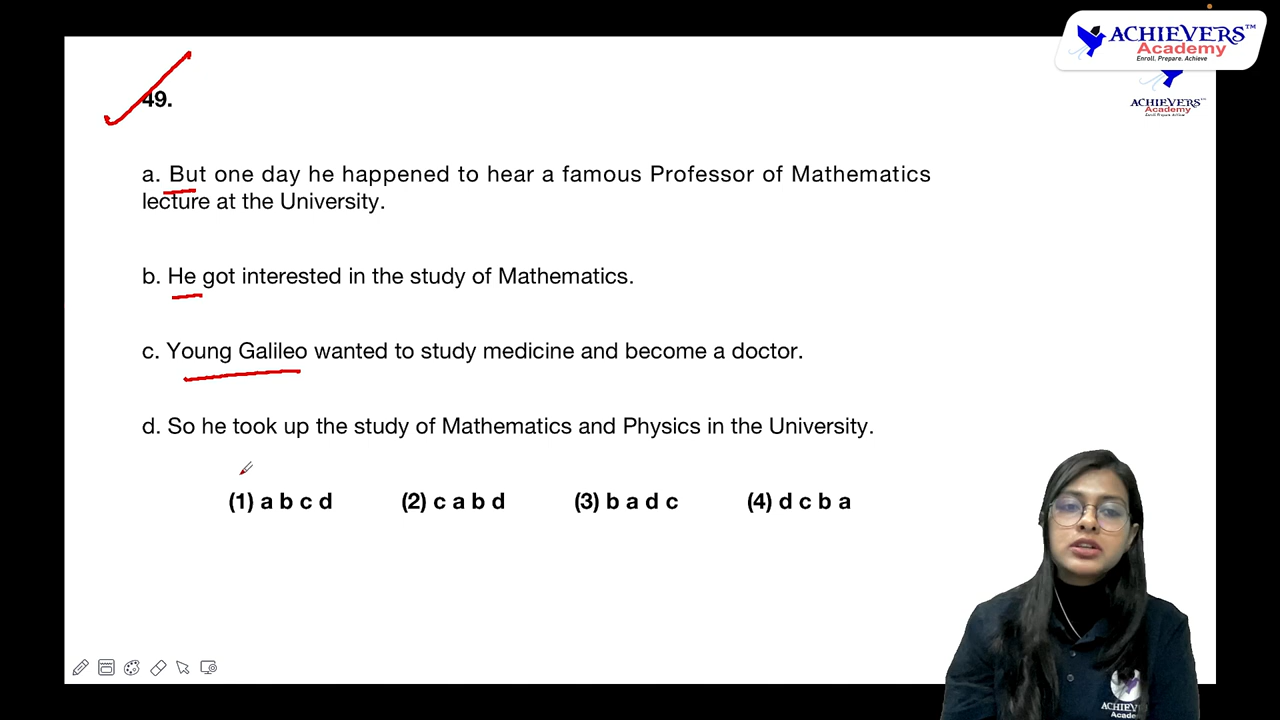 ACHIEVERS™
Academy
Enroll. Prepare. Achieve
ACHIEVERS™
Academy
49.
a. But one day he happened to hear a famous Professor of Mathematics
lecture at the University.
b. He got interested in the study of Mathematics.
c. Young Galileo wanted to study medicine and become a doctor.
d. So he took up the study of Mathematics and Physics in the University.
(1) a b c d (2) c a b d (3) b a d c (4) d c b a